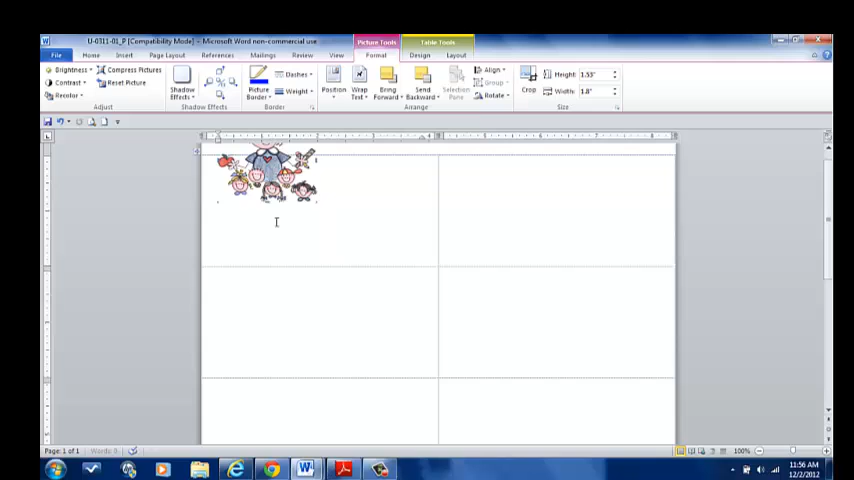 U-0311-01_P [Compatibility Mode] - Microsoft Word non-commercial use
Picture Tools
Table Tools
File Home Insert Page Layout References Mailings Review View Format Design Layout
Brightness Compress Pictures
Contrast Reset Picture
Recolor
Adjust
Shadow Effects
Shadow Effects
Picture Border
Dashes
Weight
Border
Position
Wrap Text
Bring Forward
Send Backward
Selection Pane
Align
Group
Rotate
Arrange
Crop
Height: 1.53"
Width: 1.8"
Size
Page: 1 of 1 Words: 0
100%
11:56 AM
12/2/2012